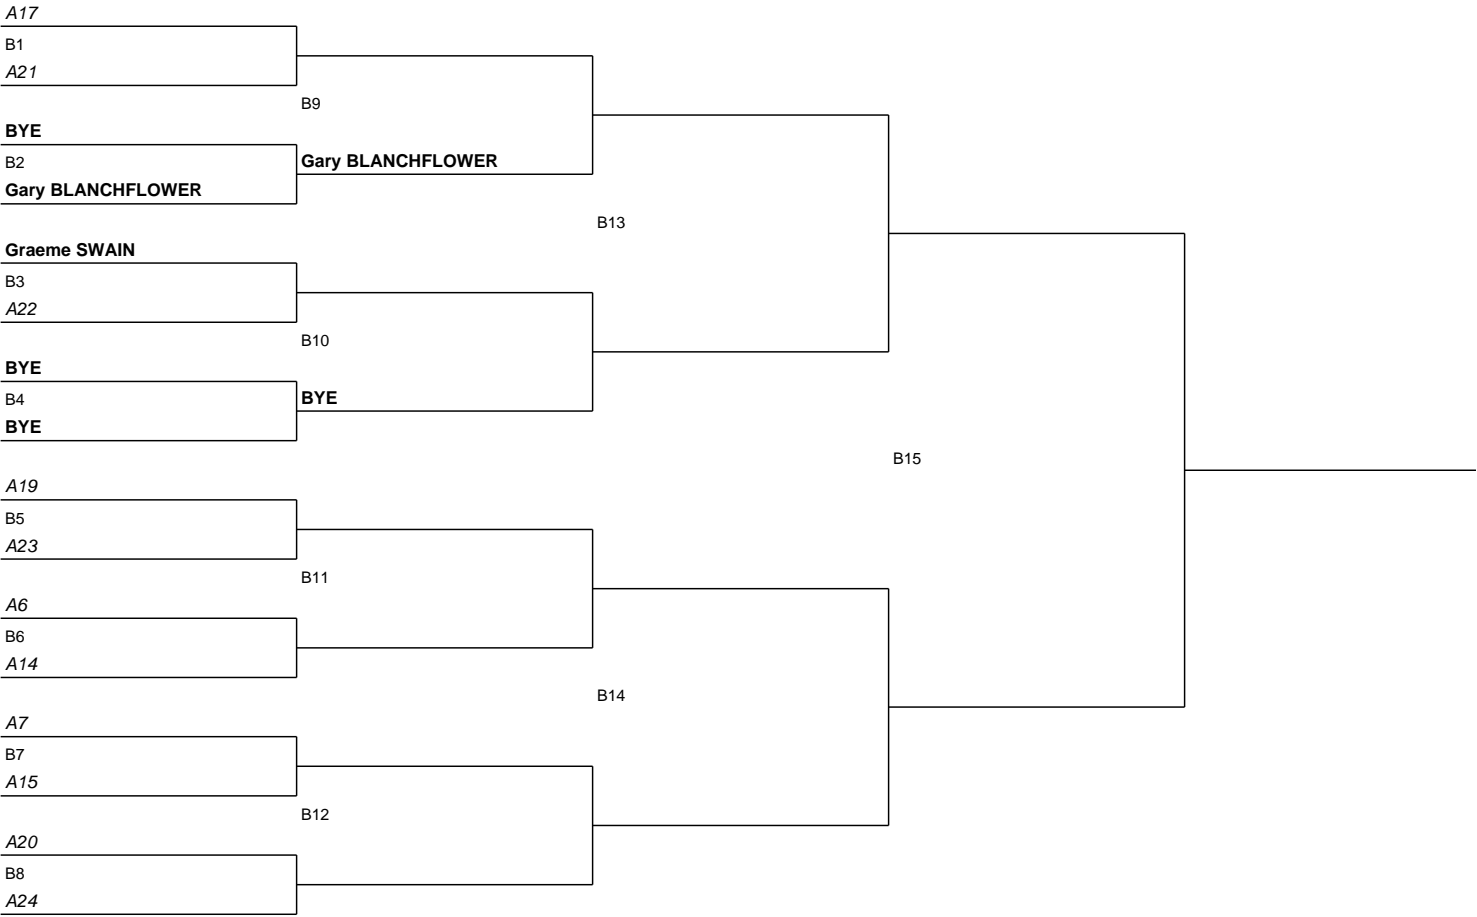 A17
B1
A21
B9
BYE
B2
Gary BLANCHFLOWER
Gary BLANCHFLOWER
B13
Graeme SWAIN
B3
A22
B10
BYE
B4
BYE
BYE
B15
A19
B5
A23
B11
A6
B6
A14
B14
A7
B7
A15
B12
A20
B8
A24